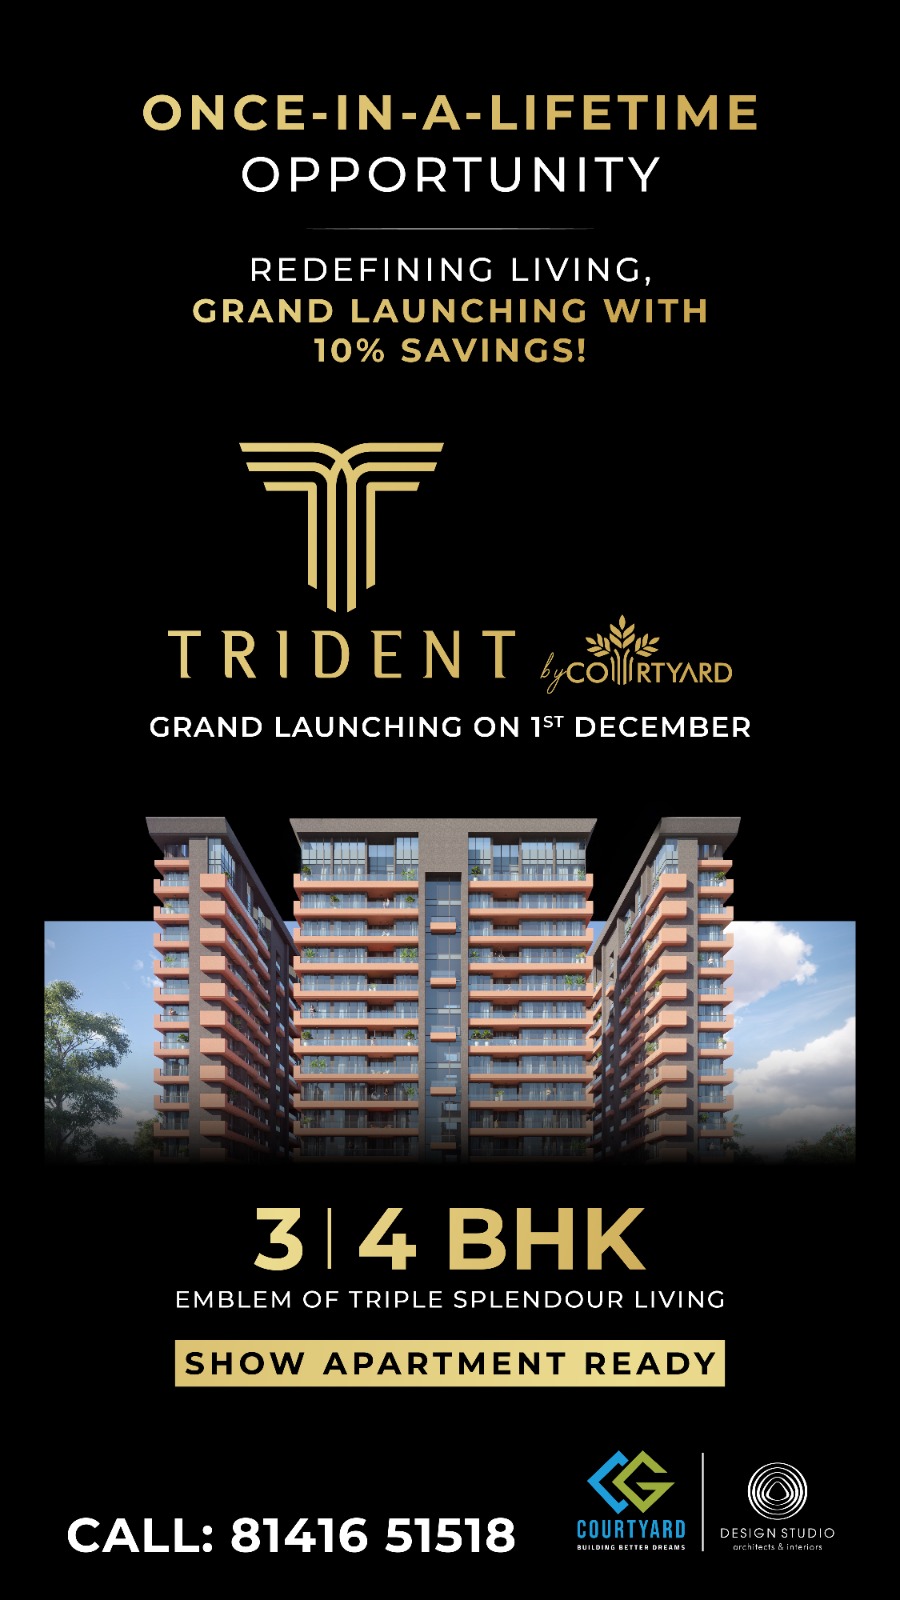 ONCE-IN-A-LIFETIME
OPPORTUNITY
REDEFINING LIVING,
GRAND LAUNCHING WITH
10% SAVINGS!
TRIDENT by COURTYARD
GRAND LAUNCHING ON 1ST DECEMBER
3 | 4 BHK
EMBLEM OF TRIPLE SPLENDOUR LIVING
SHOW APARTMENT READY
CALL: 81416 51518
CG
COURTYARD
BUILDING BETTER DREAMS
DESIGN STUDIO
architects & interiors